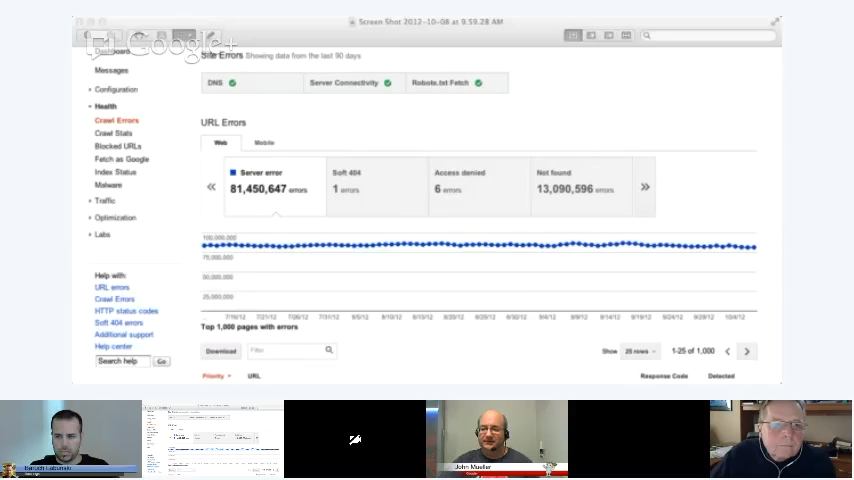 Screen Shot 2012-10-08 at 9.59.28 AM
Google+
Dashboard
Site Errors Showing data from the last 90 days
Messages
DNS
Server Connectivity
Robots.txt Fetch
Configuration
Health
Crawl Errors
URL Errors
Crawl Stats
Web
Mobile
Blocked URLs
Fetch as Google
Index Status
Malware
Traffic
Optimization
Labs
« Server error
81,450,647 errors
Soft 404
1 errors
Access denied
6 errors
Not found
13,090,596 errors »
100,000,000
75,000,000
50,000,000
25,000,000
Help with:
URL errors
Crawl Errors
HTTP status codes
Soft 404 errors
Additional support
Help center
Search help Go
Top 1,000 pages with errors
Download Filter
Show 25 rows 1-25 of 1,000
Priority URL Response Code Detected
Baruch Labunski
John Mueller